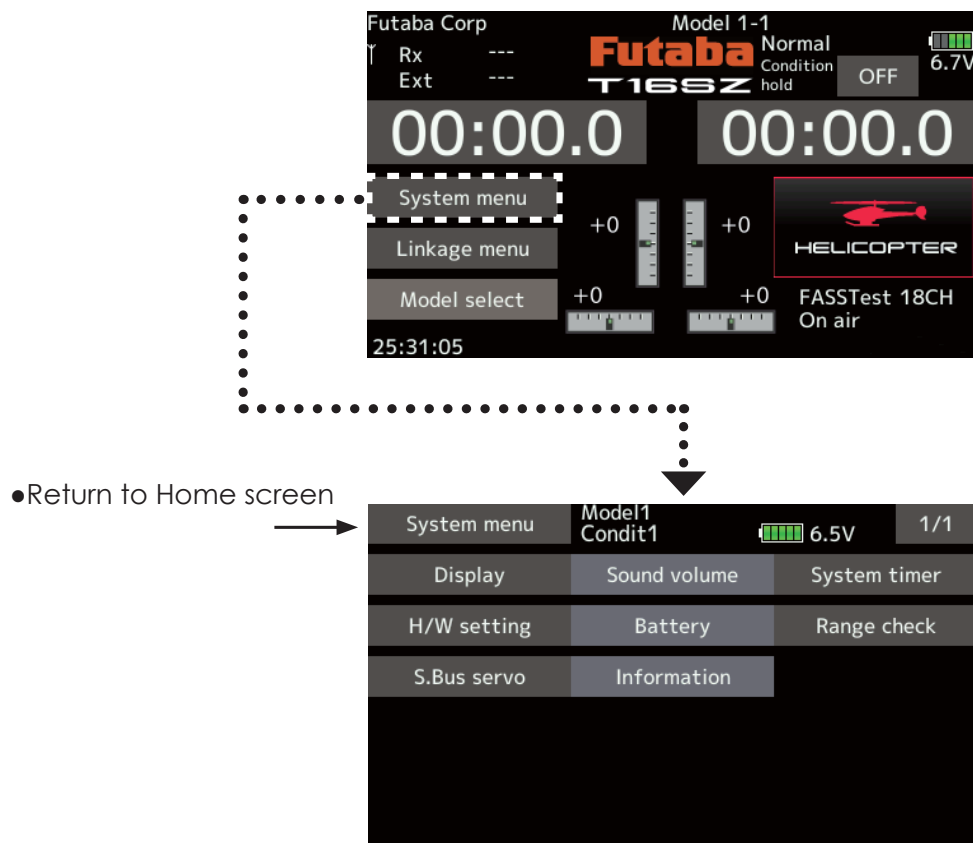 Futaba Corp
Model 1-1
Rx ---
Ext ---
Futaba
T16SZ
Normal
Condition
hold
OFF
6.7V
00:00.0
00:00.0
System menu
Linkage menu
Model select
+0
+0
+0
+0
HELICOPTER
FASSTest 18CH
On air
25:31:05
●Return to Home screen
System menu
Model1
Condit1
6.5V
1/1
Display
Sound volume
System timer
H/W setting
Battery
Range check
S.Bus servo
Information